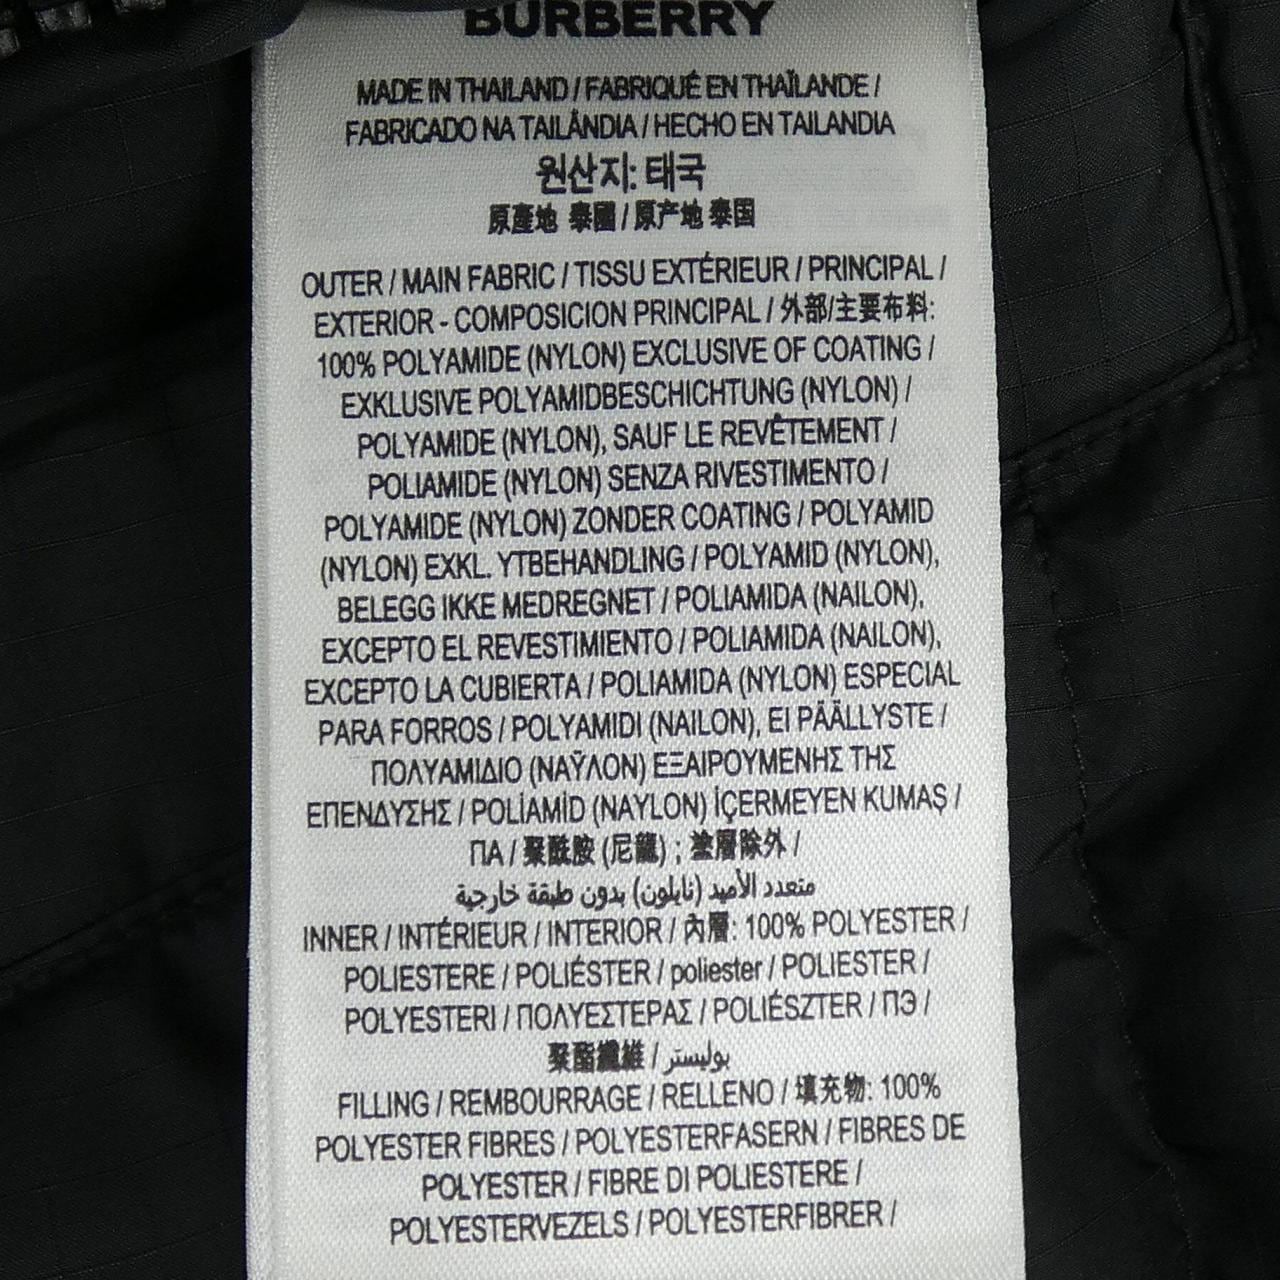 BURBERRY
MADE IN THAILAND / FABRIQUÉ EN THAÏLANDE /
FABRICADO NA TAILÂNDIA / HECHO EN TAILANDIA
원산지: 태국
原產地 泰國 / 原产地 泰国
OUTER / MAIN FABRIC / TISSU EXTÉRIEUR / PRINCIPAL /
EXTERIOR - COMPOSICION PRINCIPAL / 外部/主要布料:
100% POLYAMIDE (NYLON) EXCLUSIVE OF COATING /
EXKLUSIVE POLYAMIDBESCHICHTUNG (NYLON) /
POLYAMIDE (NYLON), SAUF LE REVÊTEMENT /
POLIAMIDE (NYLON) SENZA RIVESTIMENTO /
POLYAMIDE (NYLON) ZONDER COATING / POLYAMID
(NYLON) EXKL. YTBEHANDLING / POLYAMID (NYLON),
BELEGG IKKE MEDREGNET / POLIAMIDA (NAILON),
EXCEPTO EL REVESTIMIENTO / POLIAMIDA (NAILON),
EXCEPTO LA CUBIERTA / POLIAMIDA (NYLON) ESPECIAL
PARA FORROS / POLYAMIDI (NAILON), EI PÄÄLLYSTE /
ΠΟΛΥΑΜΙΔΙΟ (ΝΑΫΛΟΝ) ΕΞΑΙΡΟΥΜΕΝΗΣ ΤΗΣ
ΕΠΕΝΔΥΣΗΣ / POLİAMİD (NAYLON) İÇERMEYEN KUMAŞ /
ПА / 聚酰胺 (尼龍) ; 塗層除外 /
متعدد الأميد (نايلون) بدون طبقة خارجية
INNER / INTÉRIEUR / INTERIOR / 內層: 100% POLYESTER /
POLIESTERE / POLIÉSTER / poliester / POLIESTER /
POLYESTERI / ΠΟΛΥΕΣΤΕΡΑΣ / POLIÉSZTER / ПЭ /
聚酯纖維 / بوليستر
FILLING / REMBOURRAGE / RELLENO / 填充物: 100%
POLYESTER FIBRES / POLYESTERFASERN / FIBRES DE
POLYESTER / FIBRE DI POLIESTERE /
POLYESTERVEZELS / POLYESTERFIBRER /